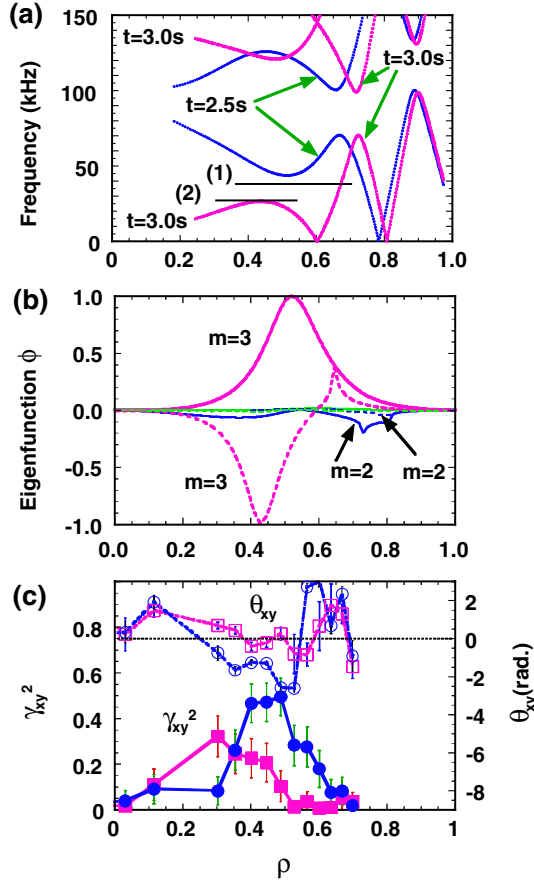 (a)
150
100
50
0
Frequency (kHz)
t=3.0s
t=3.0s
t=2.5s
(1)
(2)
t=3.0s
0 0.2 0.4 0.6 0.8 1.0
(b)
1.0
0.5
0.0
-0.5
-1.0
Eigenfunction ϕ
m=3
m=3
m=2
m=2
0 0.2 0.4 0.6 0.8 1.0
(c)
0.8
0.6
0.4
0.2
0
γxy²
θxy
γxy²
2
0
-2
-4
-6
-8
θxy(rad.)
0 0.2 0.4 0.6 0.8 1
ρ